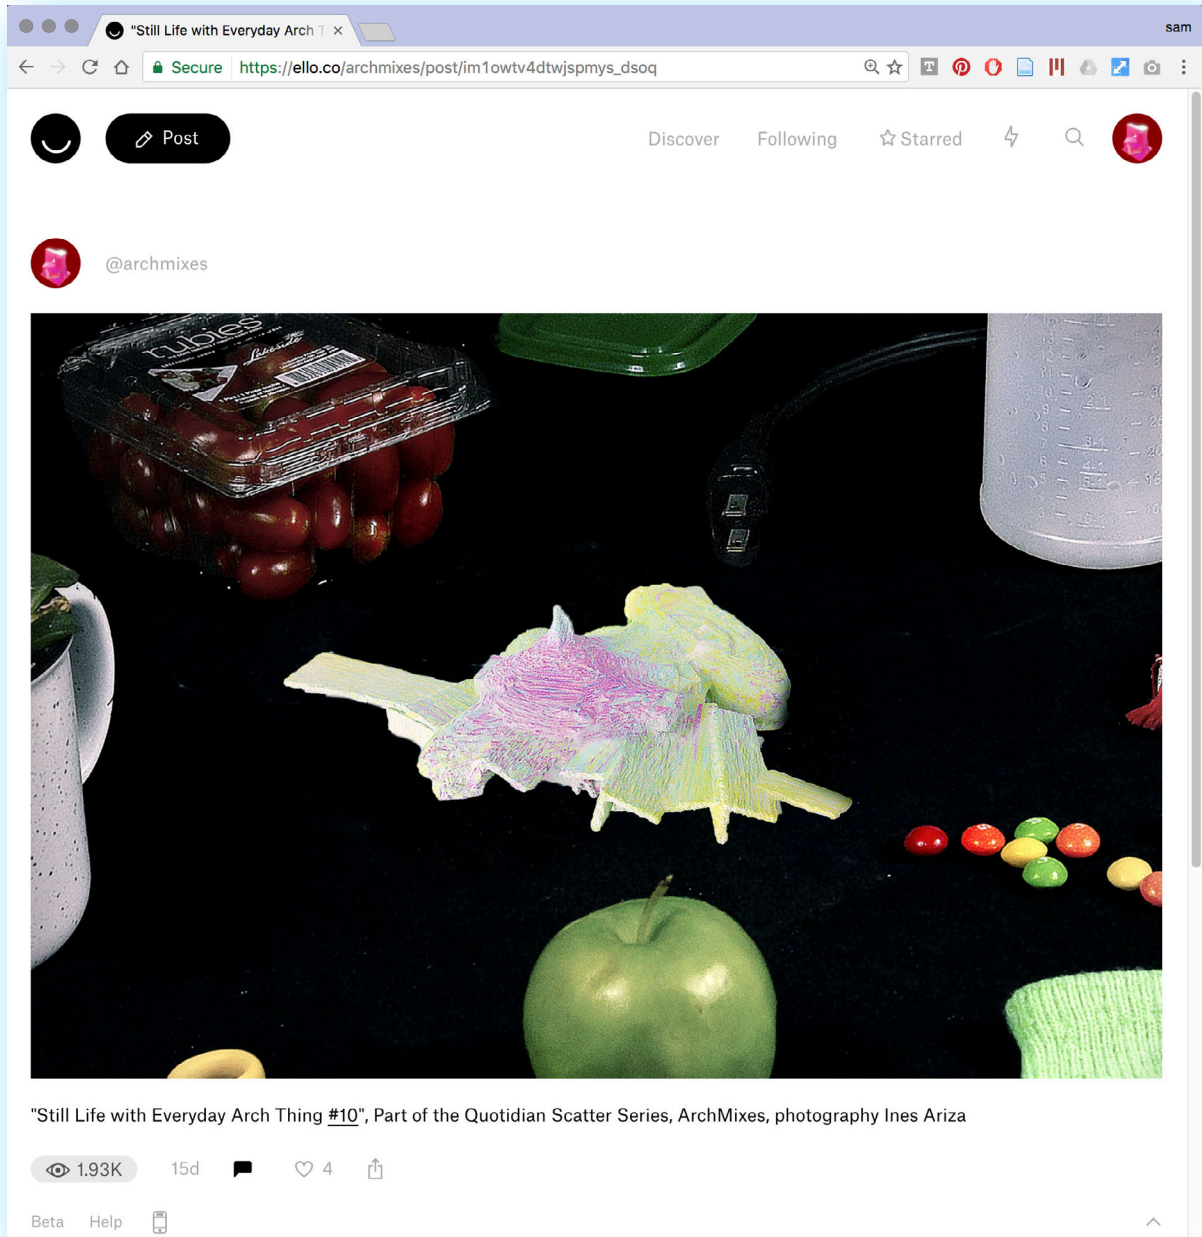 "Still Life with Everyday Arch T
sam
Secure https://ello.co/archmixes/post/im1owtv4dtwjspmys_dsoq
Post
Discover Following Starred
@archmixes
rubies
Lakeside
"Still Life with Everyday Arch Thing #10", Part of the Quotidian Scatter Series, ArchMixes, photography Ines Ariza
1.93K 15d 4
Beta Help